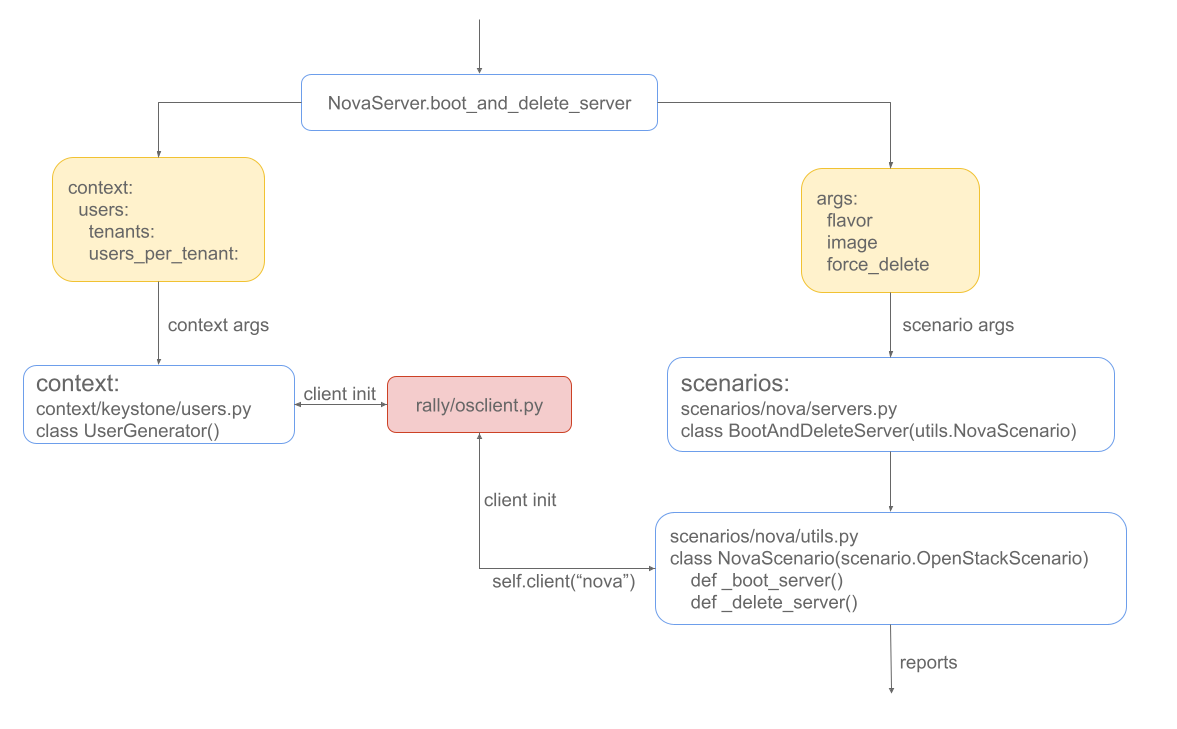 NovaServer.boot_and_delete_server
context:
users:
tenants:
users_per_tenant:
args:
flavor
image
force_delete
context args
scenario args
context:
context/keystone/users.py
class UserGenerator()
client init
rally/osclient.py
scenarios:
scenarios/nova/servers.py
class BootAndDeleteServer(utils.NovaScenario)
client init
self.client(“nova”)
scenarios/nova/utils.py
class NovaScenario(scenario.OpenStackScenario)
def _boot_server()
def _delete_server()
reports